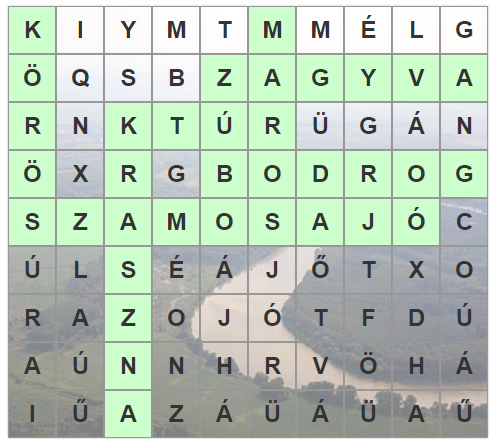 K I Y M T M M É L G
Ö Q S B Z A G Y V A
R N K T Ú R Ü G Á N
Ö X R G B O D R O G
S Z A M O S A J Ó C
Ú L S É Á J Ő T X O
R A Z O J Ó T F D Ú
A Ú N N H R V Ö H Á
I Ű A Z Á Ü Á Ü A Ű